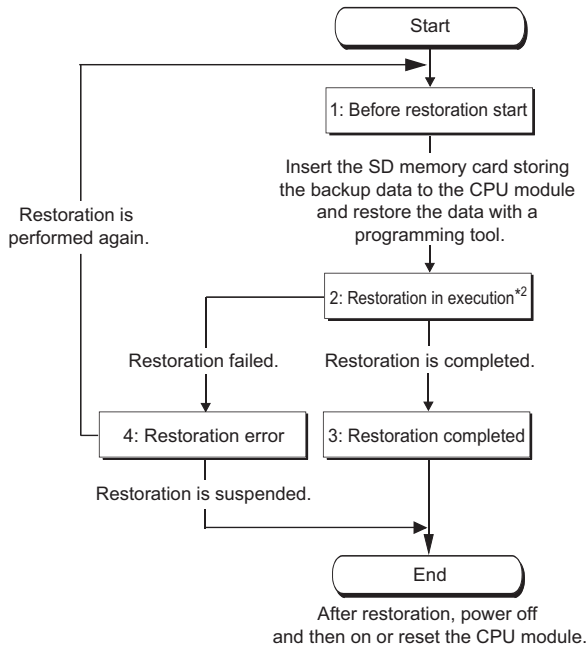 Start
1: Before restoration start
Insert the SD memory card storing
the backup data to the CPU module
and restore the data with a
programming tool.
Restoration is
performed again.
2: Restoration in execution*2
Restoration failed.
Restoration is completed.
4: Restoration error
3: Restoration completed
Restoration is suspended.
End
After restoration, power off
and then on or reset the CPU module.